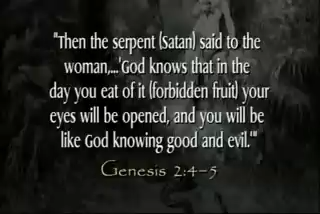 "Then the serpent (Satan) said to the
woman,...'God knows that in the
day you eat of it (forbidden fruit) your
eyes will be opened, and you will be
like God knowing good and evil.'"
Genesis 2:4-5